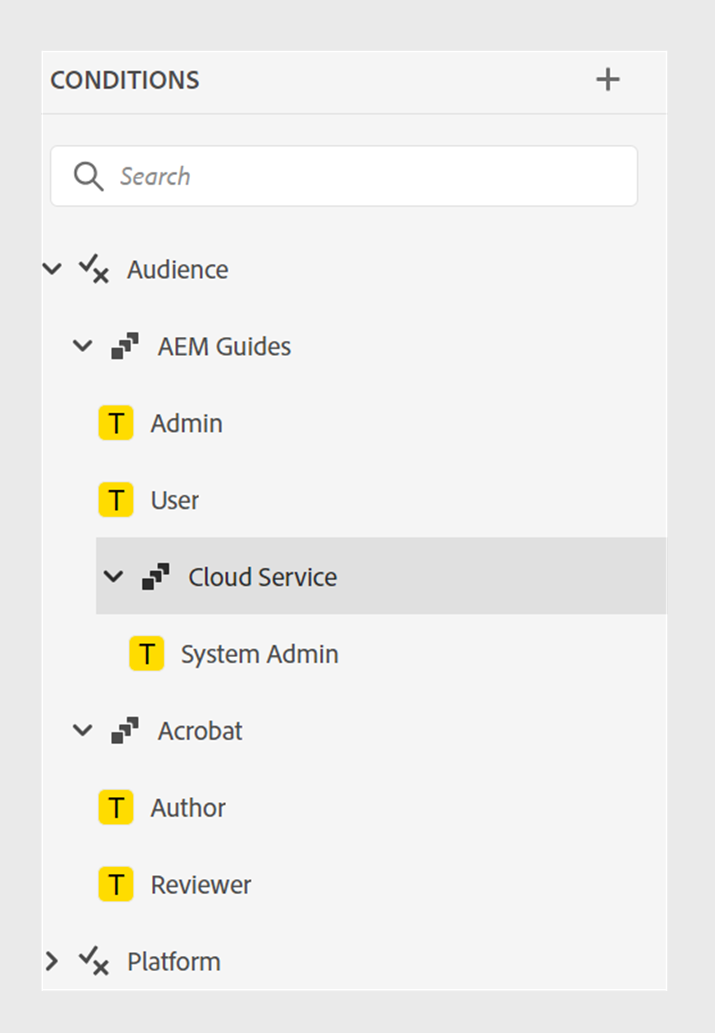 CONDITIONS
Search
Audience
AEM Guides
T Admin
T User
Cloud Service
T System Admin
Acrobat
T Author
T Reviewer
Platform